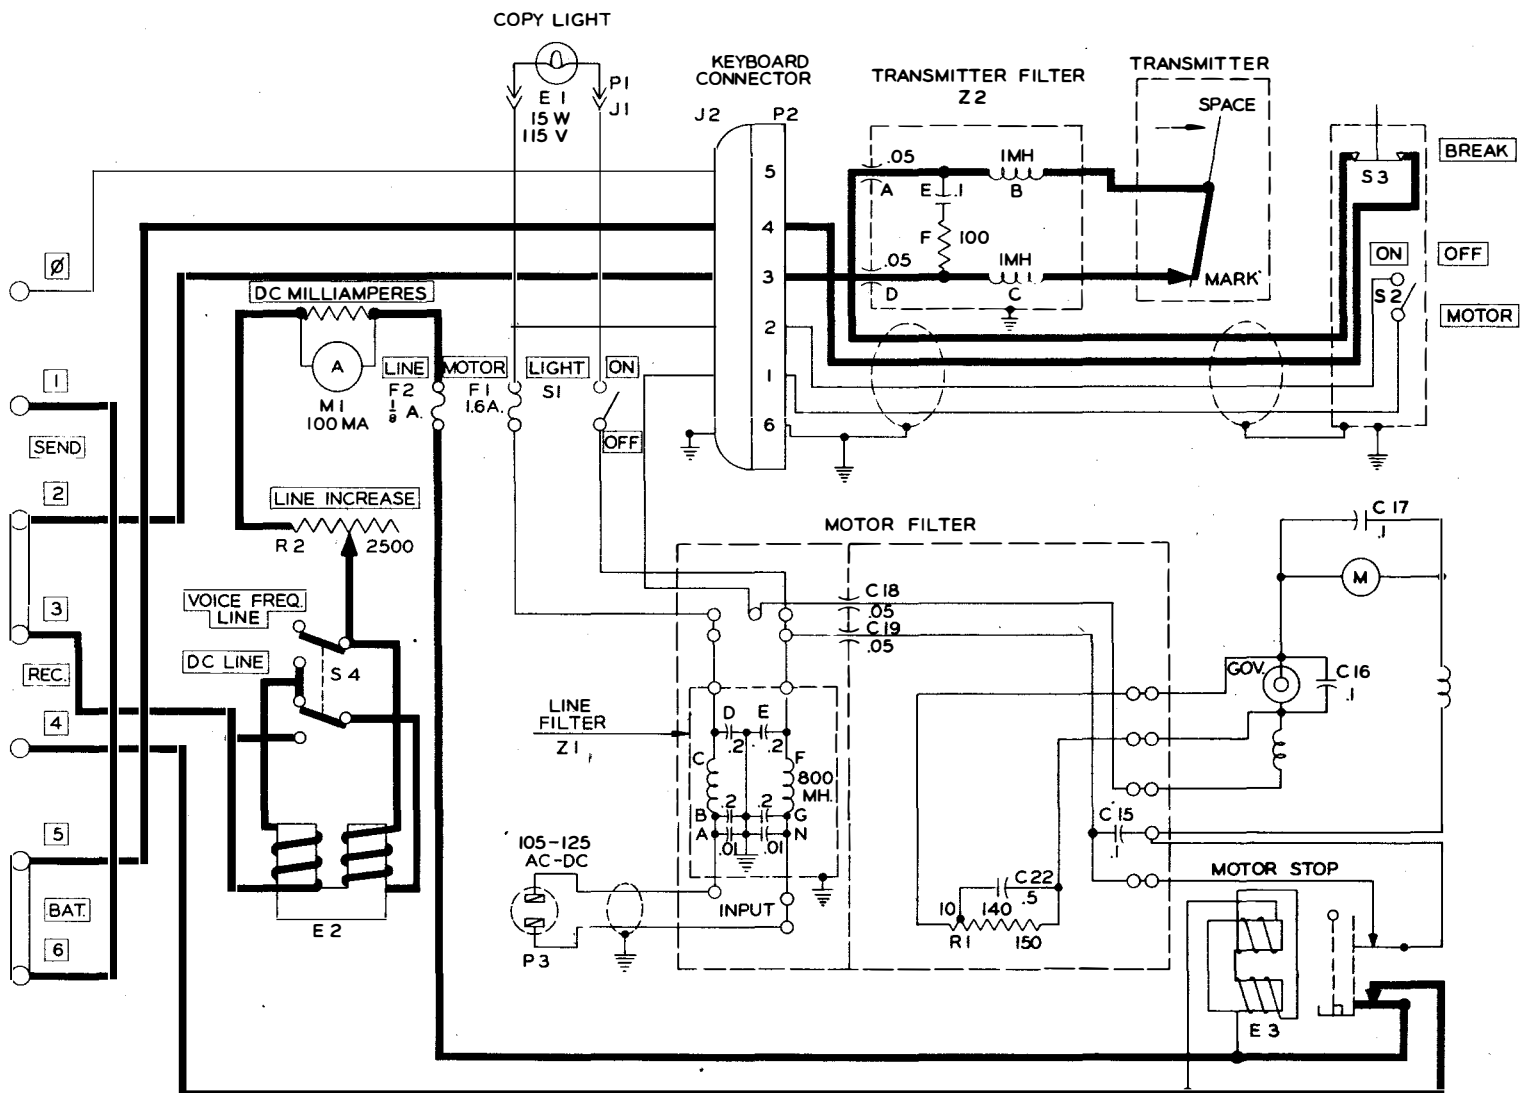 COPY LIGHT
P1
J1
E1
15 W
115 V
KEYBOARD
CONNECTOR
J2
P2
TRANSMITTER FILTER
Z2
TRANSMITTER
SPACE
MARK
BREAK
S3
ON
OFF
S2
MOTOR
5
4
3
2
1
6
.05
A
E
.1
1MH
B
F
100
.05
D
1MH
C
Ø
1
SEND
2
3
REC.
4
5
BAT.
6
DC MILLIAMPERES
A
M1
100 MA
LINE
F2
1/8 A.
MOTOR
F1
1.6A.
LIGHT
S1
ON
OFF
LINE INCREASE
R2
2500
VOICE FREQ.
LINE
DC LINE
S4
E2
MOTOR FILTER
C18
.05
C19
.05
LINE
FILTER
Z1
D
E
.2
.2
C
F
800
MH.
.2
.2
B
G
A
N
.01
.01
105-125
AC-DC
P3
INPUT
C 17
.1
M
GOV.
C 16
.1
C 15
.1
C22
.5
10
140
R1
150
MOTOR STOP
E3